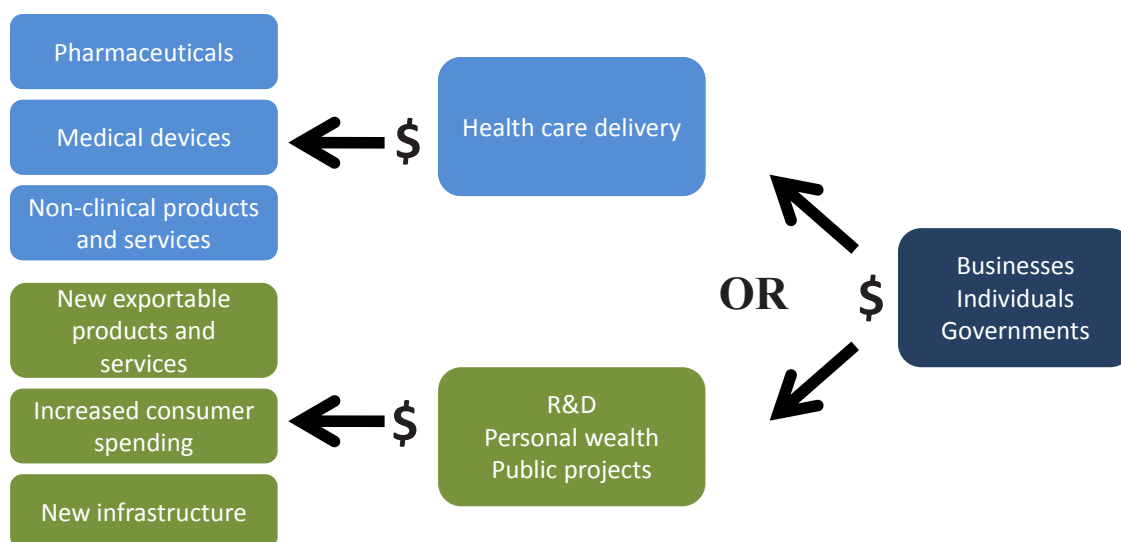 Pharmaceuticals
Medical devices
Non-clinical products
and services
New exportable
products and
services
Increased consumer
spending
New infrastructure
$
Health care delivery
$
R&D
Personal wealth
Public projects
OR
$
Businesses
Individuals
Governments